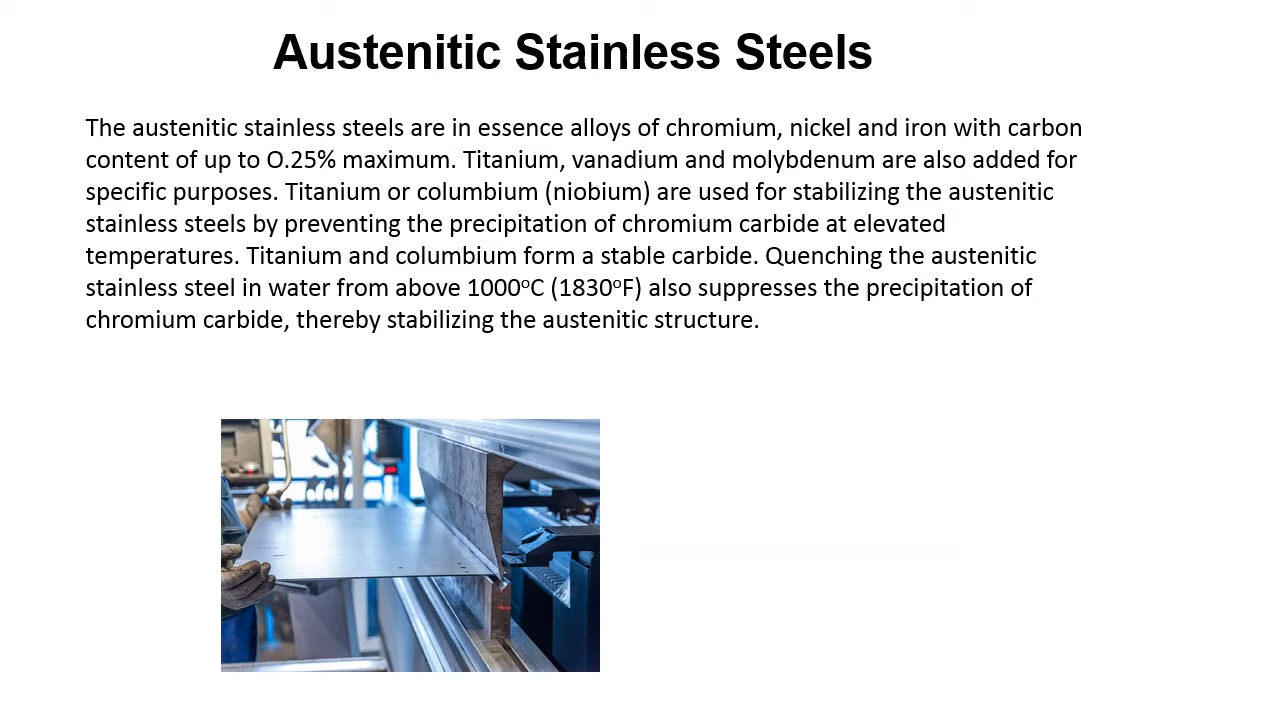 Austenitic Stainless Steels
The austenitic stainless steels are in essence alloys of chromium, nickel and iron with carbon
content of up to O.25% maximum. Titanium, vanadium and molybdenum are also added for
specific purposes. Titanium or columbium (niobium) are used for stabilizing the austenitic
stainless steels by preventing the precipitation of chromium carbide at elevated
temperatures. Titanium and columbium form a stable carbide. Quenching the austenitic
stainless steel in water from above 1000ºC (1830ºF) also suppresses the precipitation of
chromium carbide, thereby stabilizing the austenitic structure.